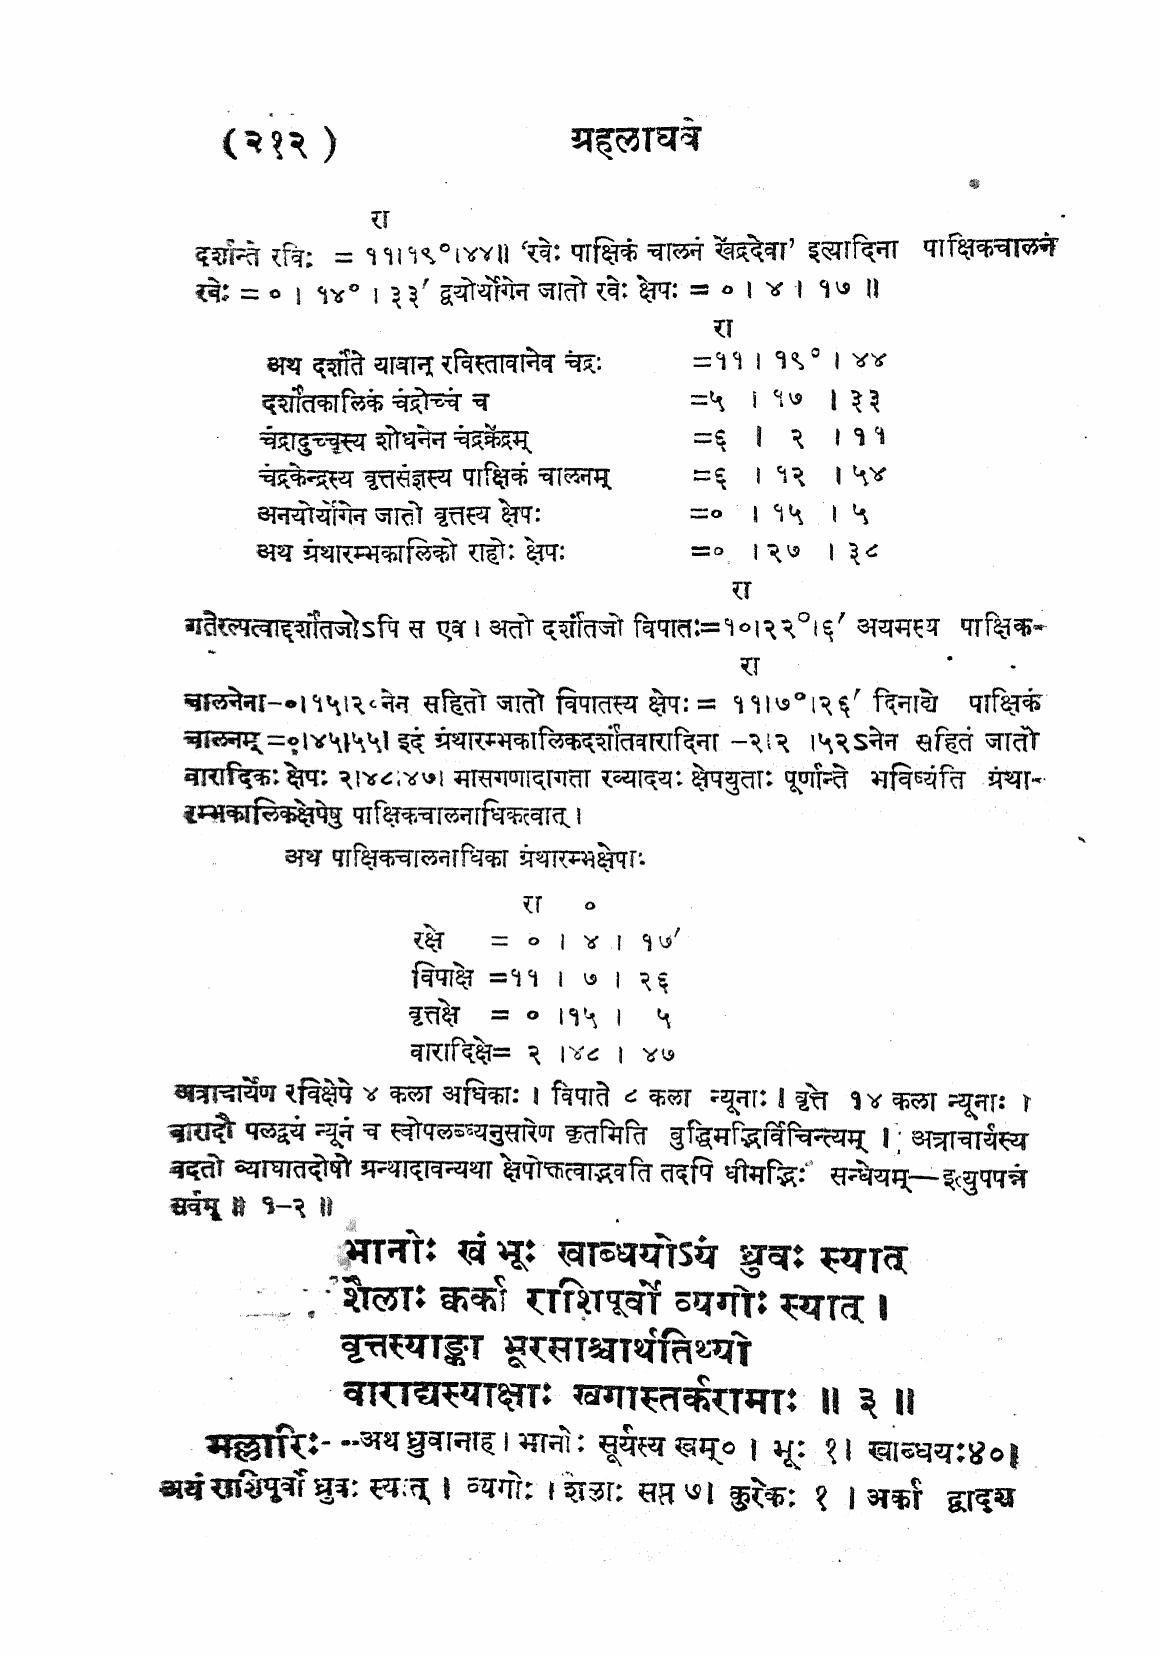 (२१२) ग्रहलाघवे
रा
दर्शान्ते रविः = ११।१९°।४४॥ ‘रवेः पाक्षिकं चालनं खेंद्रदेवा’ इत्यादिना पाक्षिकचालनं
रवेः = ० । १४° । ३३′ द्वयोर्योगेन जातो रवेः क्षेपः = ० । ४ । १७ ॥
रा
अथ दर्शांते यावान् रविस्तावानेव चंद्रः =११ । १९° । ४४
दर्शांतकालिकं चंद्रोच्चं च =५ । १७ । ३३
चंद्रादुच्चस्य शोधनेन चंद्रकेंद्रम् =६ । २ । ११
चंद्रकेन्द्रस्य वृत्तसंज्ञस्य पाक्षिकं चालनम् =६ । १२ । ५४
अनयोर्योगेन जातो वृत्तस्य क्षेपः =० । १५ । ५
अथ ग्रंथारम्भकालिको राहोः क्षेपः =० । २७ । ३८
रा
गतेरल्पत्वाद्दर्शांतजोऽपि स एव । अतो दर्शांतजो विपातः=१०।२२°।६′ अयमस्य पाक्षिक-
रा
चालनेना-०।१५।२०नेन सहितो जातो विपातस्य क्षेपः = ११।७°।२६′ दिनाद्ये पाक्षिकं
चालनम् =०।४५।५५। इदं ग्रंथारम्भकालिकदर्शांतवारादिना -२।२ ।५२ऽनेन सहितं जातो
वारादिकः क्षेपः २।४८।४७। मासगणादागता रव्यादयः क्षेपयुताः पूर्णान्ते भविष्यंति ग्रंथा-
रम्भकालिकक्षेपेषु पाक्षिकचालनाधिकत्वात् ।
अथ पाक्षिकचालनाधिका ग्रंथारम्भक्षेपाः
रा ०
रक्षे = ० । ४ । १७′
विपाक्षे =११ । ७ । २६
वृत्तक्षे = ० ।१५ । ५
वारादिक्षे= २ ।४८ । ४७
अत्राचार्येण रविक्षेपे ४ कला अधिकाः । विपाते ८ कला न्यूनाः । वृत्ते १४ कला न्यूनाः ।
वारादौ पलद्वयं न्यूनं च स्वोपलब्ध्यनुसारेण कृतमिति बुद्धिमद्भिर्विचिन्त्यम् । अत्राचार्यस्य
वदतो व्याघातदोषो ग्रन्थादावन्यथा क्षेपोक्तत्वाद्भवति तदपि धीमद्भिः सन्धेयम्—इत्युपपन्नं
सर्वम् ॥ १-२ ॥
भानोः खं भूः खाब्धयोऽयं ध्रुवः स्यात्
शैलाः क्वर्का राशिपूर्वो व्यगोः स्यात् ।
वृत्तस्याङ्का भूरसाश्चार्थतिथ्यो
वाराद्यस्याक्षाः खगास्तर्करामाः ॥ ३ ॥
मल्लारिः- --अथ ध्रुवानाह । भानोः सूर्यस्य खम्० । भूः १। खाब्धयः४०।
अयं राशिपूर्वो ध्रुवः स्यात् । व्यगोः । शैलाः सप्त ७। कुरेकः १ । अर्का द्वादश